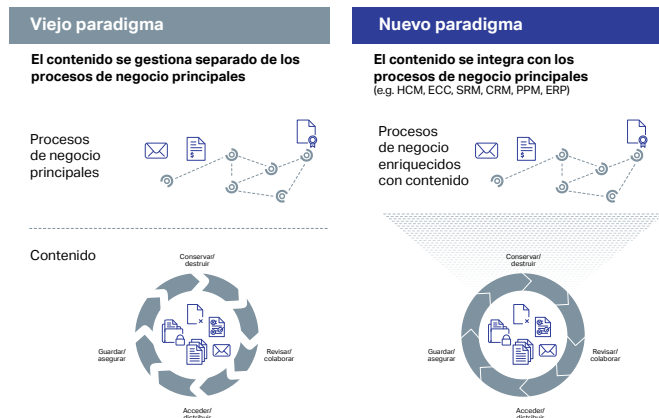 Viejo paradigma
El contenido se gestiona separado de los
procesos de negocio principales
Procesos
de negocio
principales
$
Contenido
Conservar/
destruir
Guardar/
asegurar
Revisar/
colaborar
Acceder/
distribuir
Nuevo paradigma
El contenido se integra con los
procesos de negocio principales
(e.g. HCM, ECC, SRM, CRM, PPM, ERP)
Procesos
de negocio
enriquecidos
con contenido
$
Conservar/
destruir
Guardar/
asegurar
Revisar/
colaborar
Acceder/
distribuir